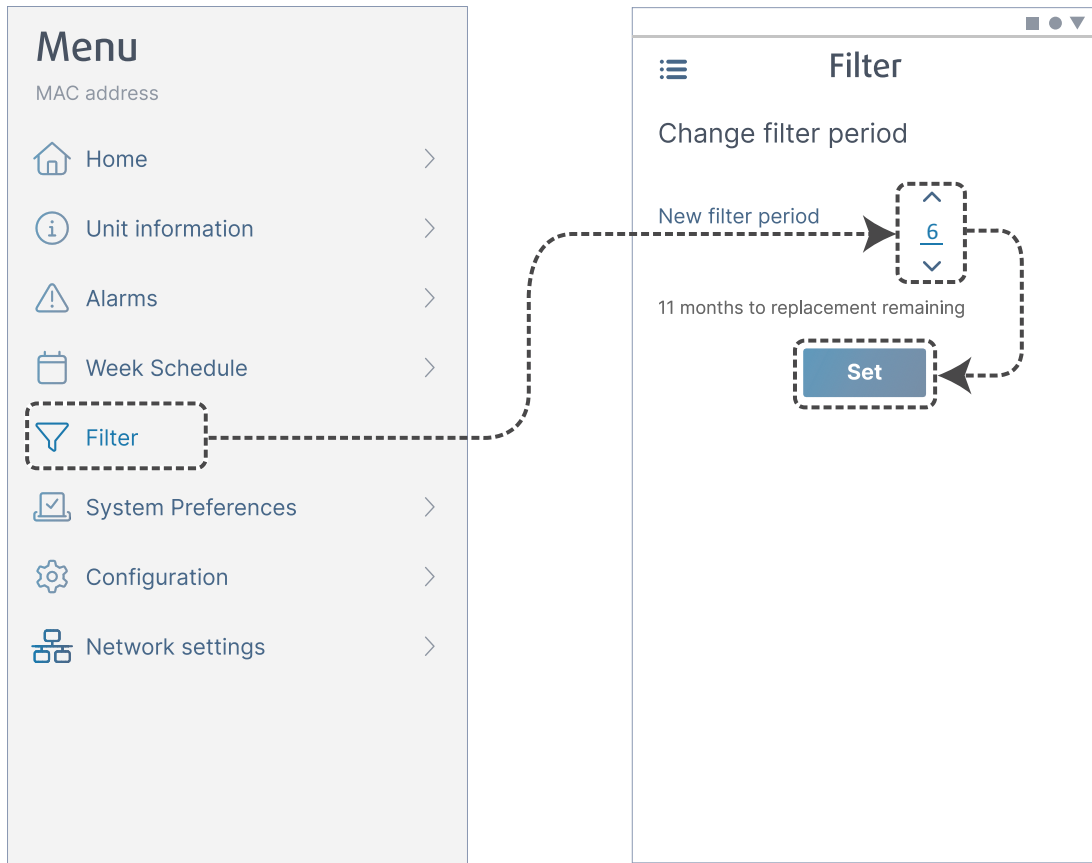 Menu
MAC address
Home
Unit information
Alarms
Week Schedule
Filter
System Preferences
Configuration
Network settings
Filter
Change filter period
New filter period
6
11 months to replacement remaining
Set